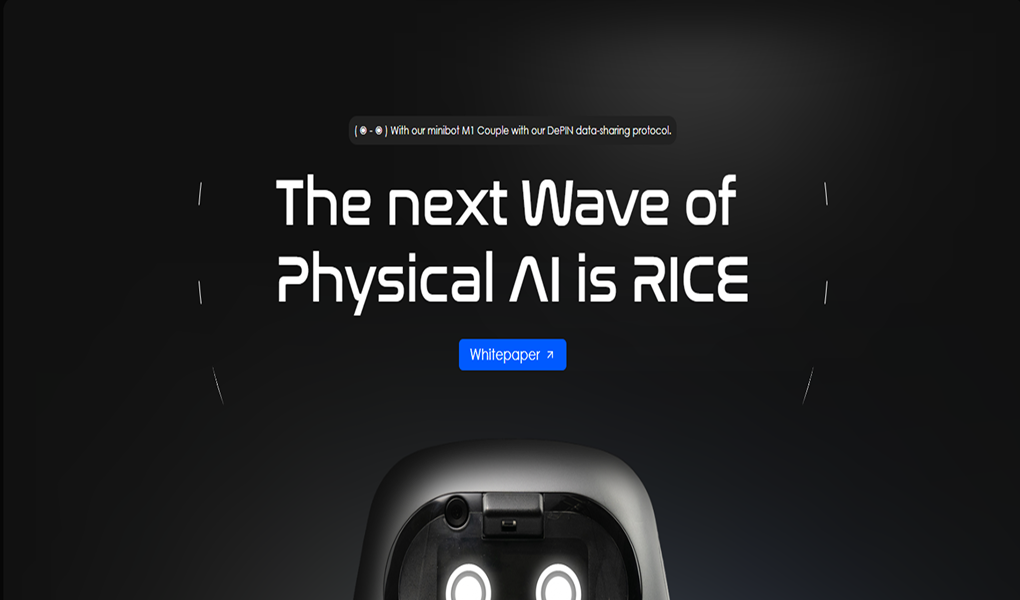 ( ◉ - ◉ ) With our minibot M1 Couple with our DePIN data-sharing protocol.
The next Wave of
Physical AI is RICE
Whitepaper ↗